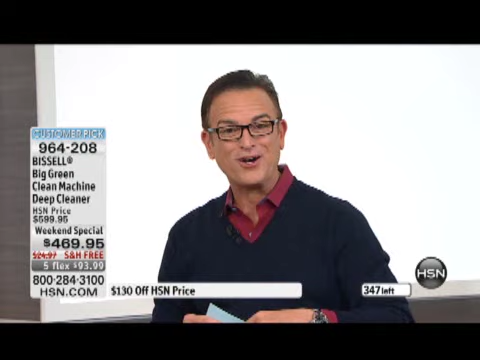 CUSTOMER PICK
964-208
BISSELL®
Big Green
Clean Machine
Deep Cleaner
HSN Price
$599.95
Weekend Special
$469.95
$24.97 S&H FREE
5 flex $93.99
800-284-3100
HSN.COM
$130 Off HSN Price
347 left
HSN